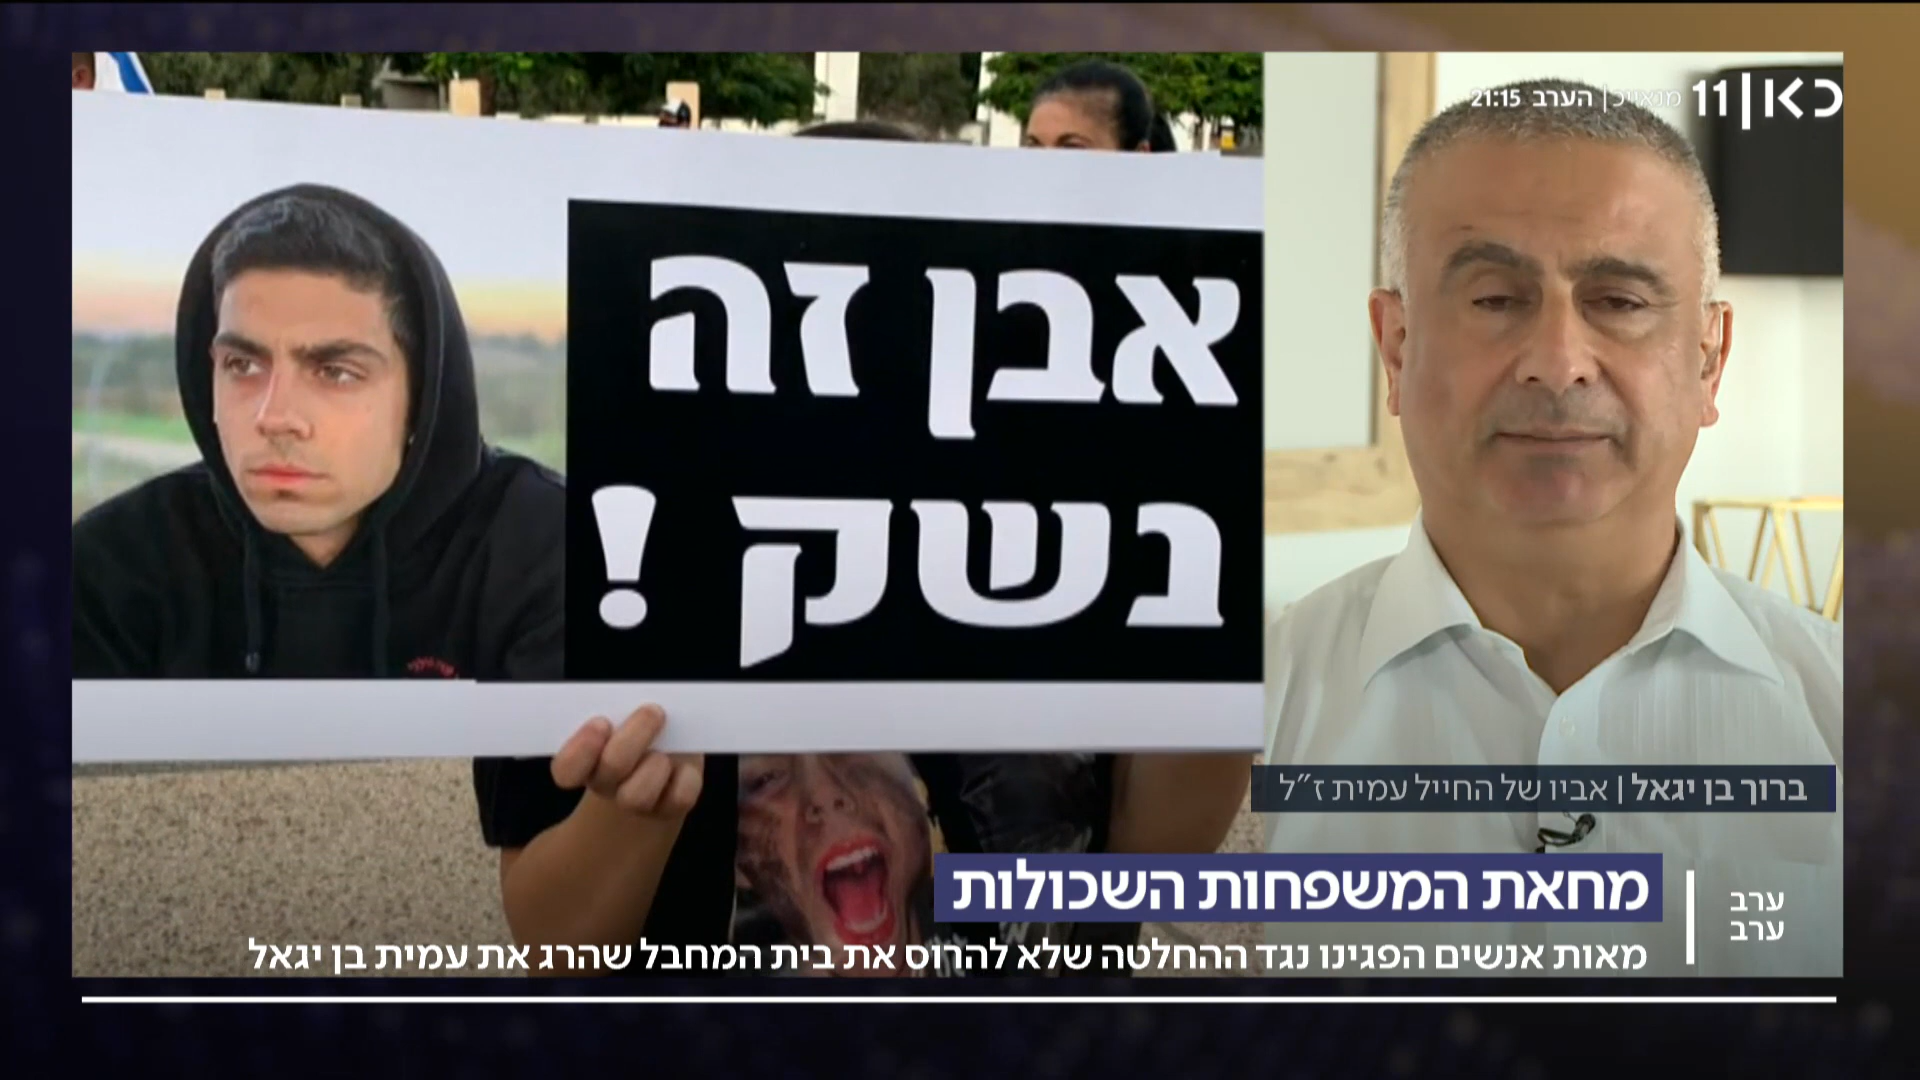 כאן 11
מנאייכ | הערב 21:15
אבן זה
נשק !
ברוך בן יגאל | אביו של החייל עמית ז״ל
מחאת המשפחות השכולות
מאות אנשים הפגינו נגד ההחלטה שלא להרוס את בית המחבל שהרג את עמית בן יגאל
ערב
ערב